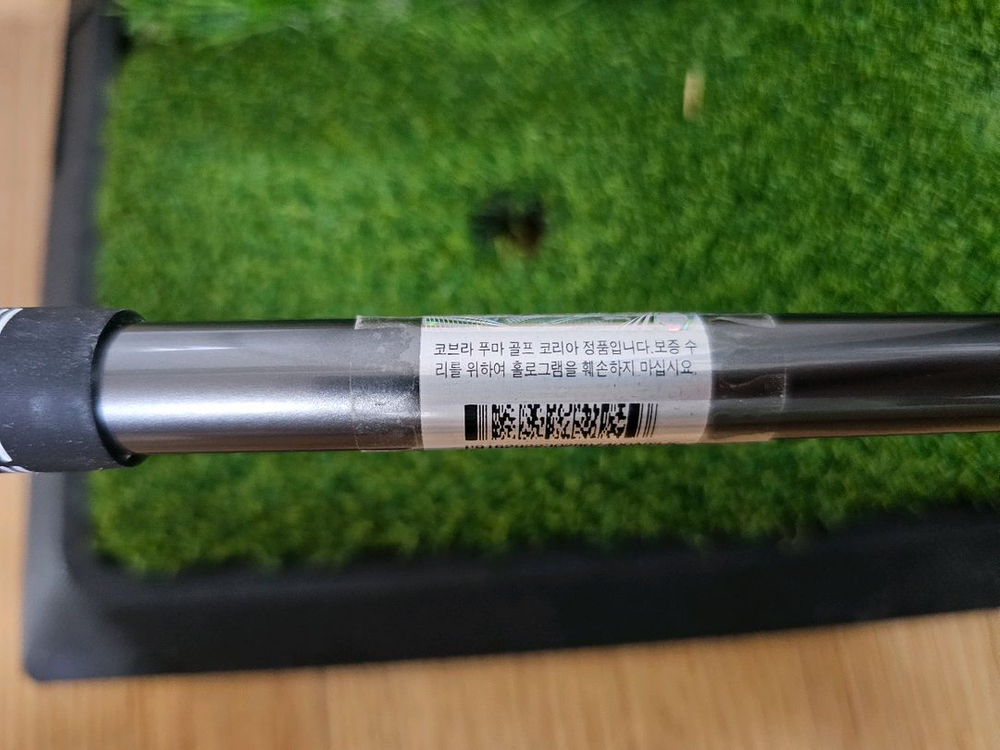 코브라 푸마 골프 코리아 정품입니다.보증 수
리를 위하여 홀로그램을 훼손하지 마십시요.